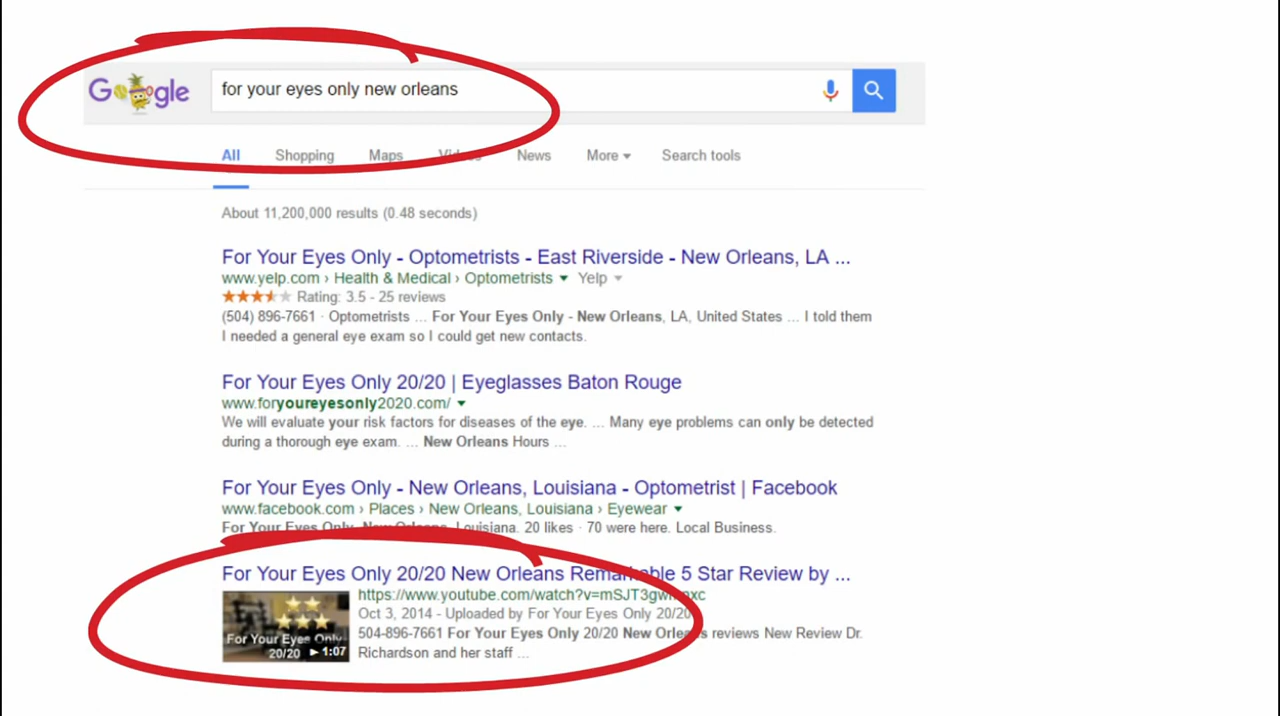 Google
for your eyes only new orleans
All Shopping Maps Videos News More Search tools
About 11,200,000 results (0.48 seconds)
For Your Eyes Only - Optometrists - East Riverside - New Orleans, LA ...
www.yelp.com › Health & Medical › Optometrists Yelp
Rating: 3.5 - 25 reviews
(504) 896-7661 · Optometrists ... For Your Eyes Only - New Orleans, LA, United States ... I told them
I needed a general eye exam so I could get new contacts.
For Your Eyes Only 20/20 | Eyeglasses Baton Rouge
www.foryoureyesonly2020.com/
We will evaluate your risk factors for diseases of the eye. ... Many eye problems can only be detected
during a thorough eye exam. ... New Orleans Hours ...
For Your Eyes Only - New Orleans, Louisiana - Optometrist | Facebook
www.facebook.com › Places › New Orleans, Louisiana › Eyewear
For Your Eyes Only, New Orleans, Louisiana. 20 likes · 70 were here. Local Business.
For Your Eyes Only 20/20 New Orleans Remarkable 5 Star Review by ...
Oct 3, 2014 - Uploaded by For Your Eyes Only 20/20
504-896-7661 For Your Eyes Only 20/20 New Orleans reviews New Review Dr.
Richardson and her staff ...
For Your Eyes Only
20/20 1:07